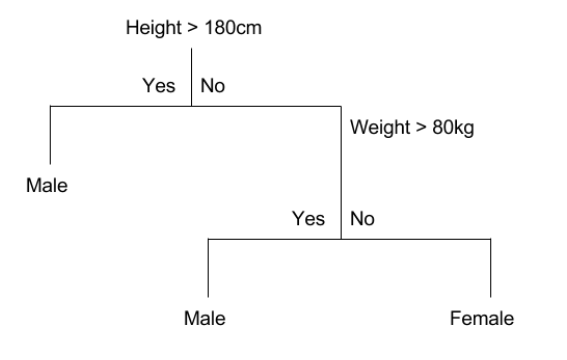 Height > 180cm
Yes No
Weight > 80kg
Male
Yes No
Male Female